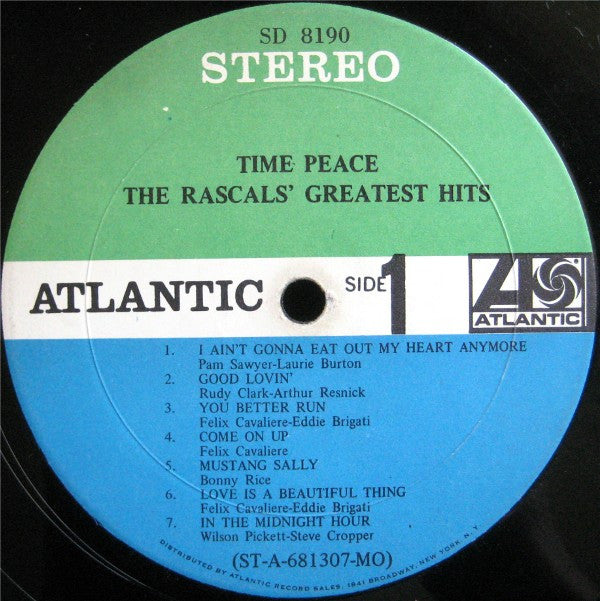 SD 8190
STEREO
TIME PEACE
THE RASCALS' GREATEST HITS
ATLANTIC
SIDE 1
ATLANTIC
1. I AIN'T GONNA EAT OUT MY HEART ANYMORE
Pam Sawyer-Laurie Burton
2. GOOD LOVIN'
Rudy Clark-Arthur Resnick
3. YOU BETTER RUN
Felix Cavaliere-Eddie Brigati
4. COME ON UP
Felix Cavaliere
5. MUSTANG SALLY
Bonny Rice
6. LOVE IS A BEAUTIFUL THING
Felix Cavaliere-Eddie Brigati
7. IN THE MIDNIGHT HOUR
Wilson Pickett-Steve Cropper
(ST-A-681307-MO)
DISTRIBUTED BY ATLANTIC RECORD SALES, 1841 BROADWAY, NEW YORK, N.Y.